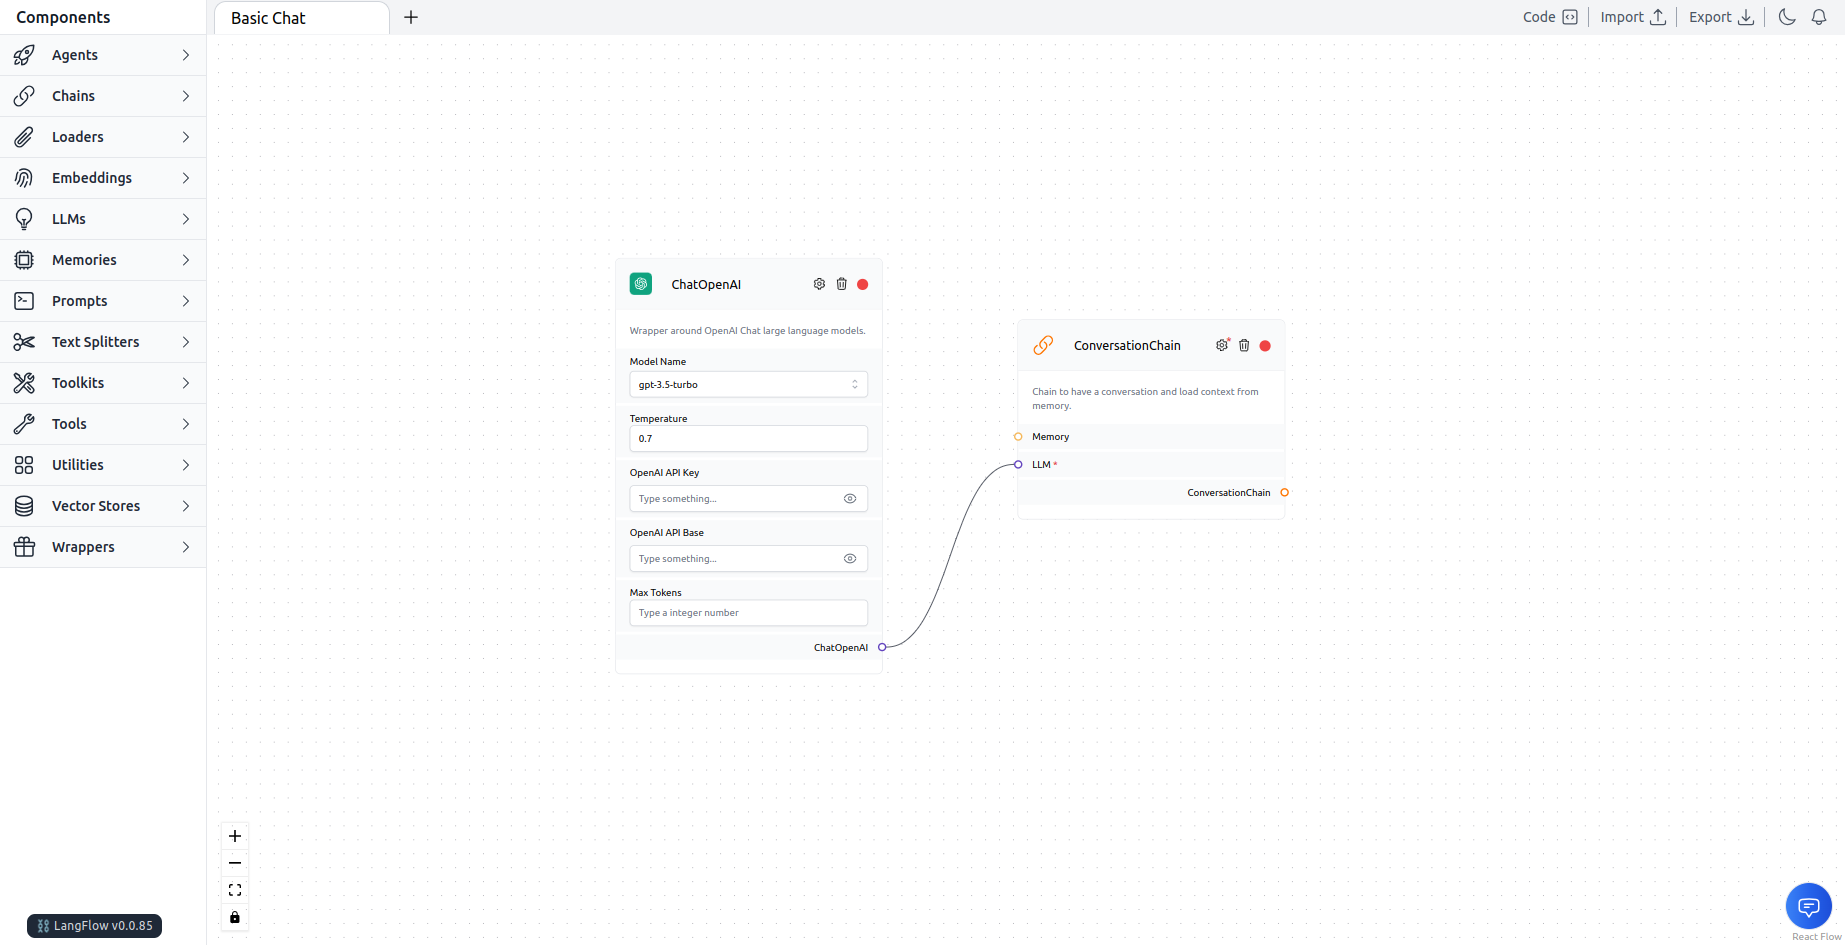 Components
Basic Chat
Code
Import
Export
Agents
Chains
Loaders
Embeddings
LLMs
Memories
Prompts
Text Splitters
Toolkits
Tools
Utilities
Vector Stores
Wrappers
ChatOpenAI
Wrapper around OpenAI Chat large language models.
Model Name
gpt-3.5-turbo
Temperature
0.7
OpenAI API Key
Type something...
OpenAI API Base
Type something...
Max Tokens
Type a integer number
ChatOpenAI
ConversationChain
Chain to have a conversation and load context from
memory.
Memory
LLM *
ConversationChain
LangFlow v0.0.85
React Flow